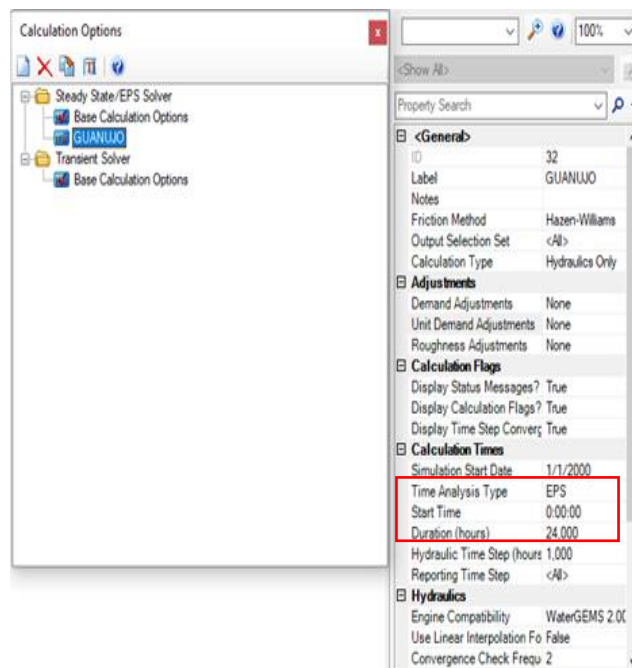 Calculation Options
x
Steady State/EPS Solver
Base Calculation Options
GUANUJO
Transient Solver
Base Calculation Options
100%
<Show All>
Property Search
<General>
ID 32
Label GUANUJO
Notes
Friction Method Hazen-Williams
Output Selection Set <All>
Calculation Type Hydraulics Only
Adjustments
Demand Adjustments None
Unit Demand Adjustments None
Roughness Adjustments None
Calculation Flags
Display Status Messages? True
Display Calculation Flags? True
Display Time Step Converg True
Calculation Times
Simulation Start Date 1/1/2000
Time Analysis Type EPS
Start Time 0:00:00
Duration (hours) 24,000
Hydraulic Time Step (hours 1,000
Reporting Time Step <All>
Hydraulics
Engine Compatibility WaterGEMS 2.00
Use Linear Interpolation Fo False
Convergence Check Frequ 2